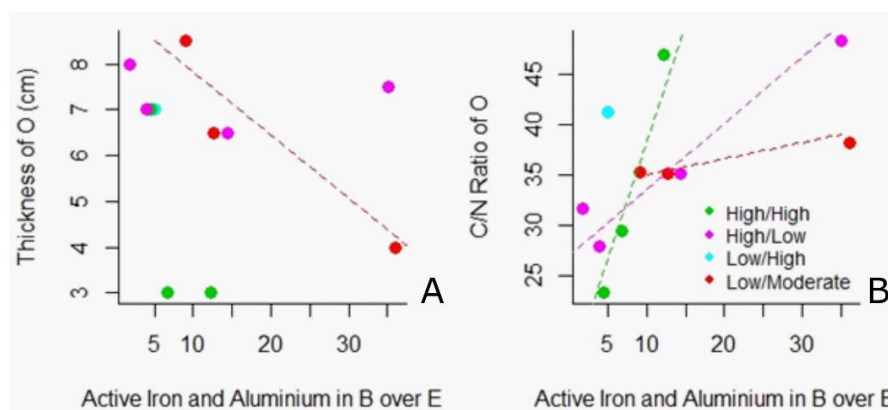 Thickness of O (cm)
8
7
6
5
4
3
5
10
20
30
A
Active Iron and Aluminium in B over E
C/N Ratio of O
45
40
35
30
25
High/High
High/Low
Low/High
Low/Moderate
5
10
20
30
B
Active Iron and Aluminium in B over E